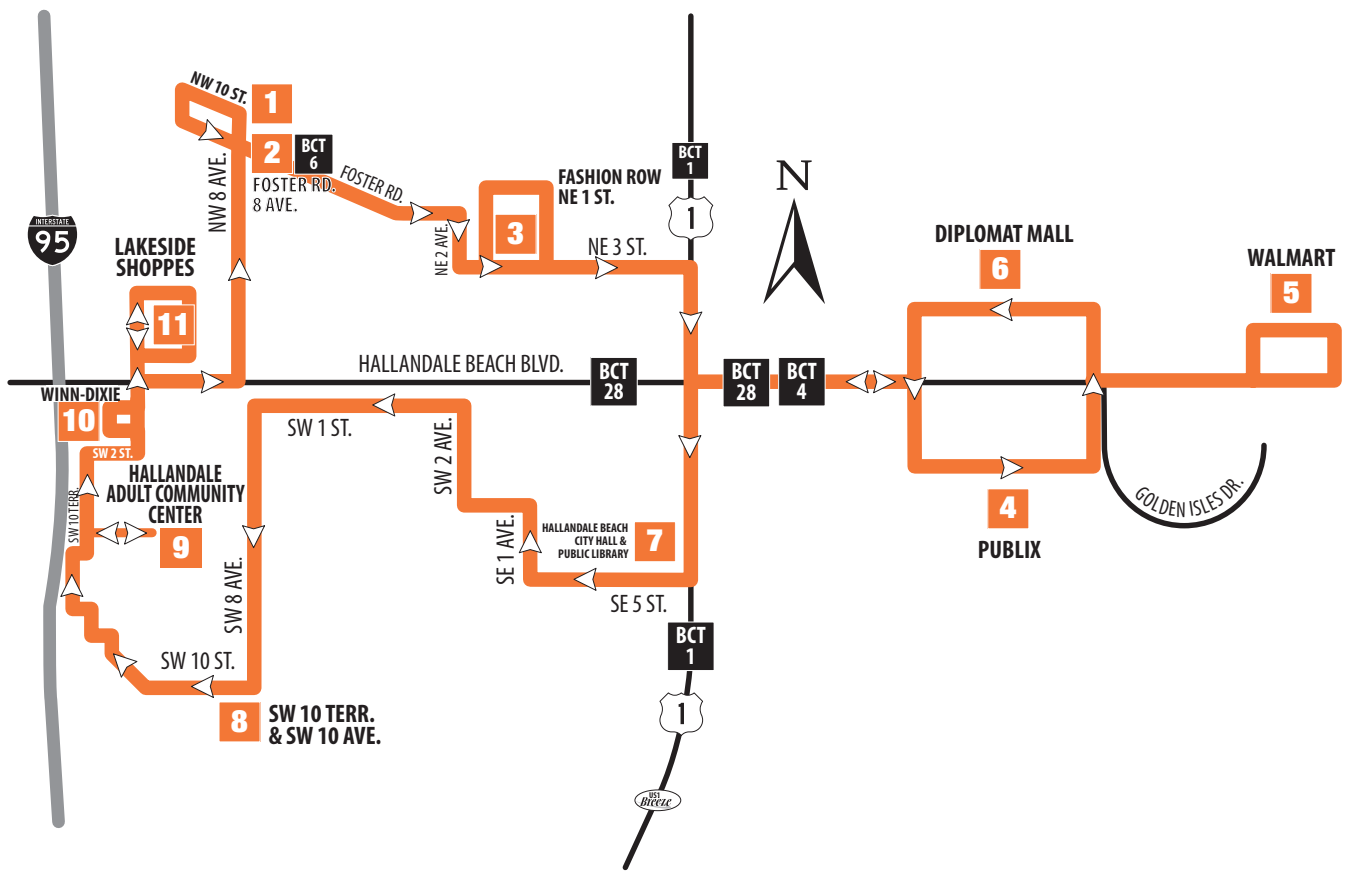 NW 10 ST.
1
2
BCT
6
FOSTER RD.
8 AVE.
FOSTER RD.
NW 8 AVE.
NE 2 AVE.
FASHION ROW
NE 1 ST.
3
NE 3 ST.
BCT
1
1
N
INTERSTATE
95
LAKESIDE
SHOPPES
11
DIPLOMAT MALL
6
WALMART
5
HALLANDALE BEACH BLVD.
BCT
28
BCT
28
BCT
4
WINN-DIXIE
10
SW 2 ST.
SW 10 TERR.
HALLANDALE
ADULT COMMUNITY
CENTER
9
SW 1 ST.
SW 2 AVE.
SW 8 AVE.
SE 1 AVE.
HALLANDALE BEACH
CITY HALL &
PUBLIC LIBRARY
7
SE 5 ST.
4
PUBLIX
GOLDEN ISLES DR.
SW 10 ST.
8
SW 10 TERR.
& SW 10 AVE.
BCT
1
1
US1
Breeze